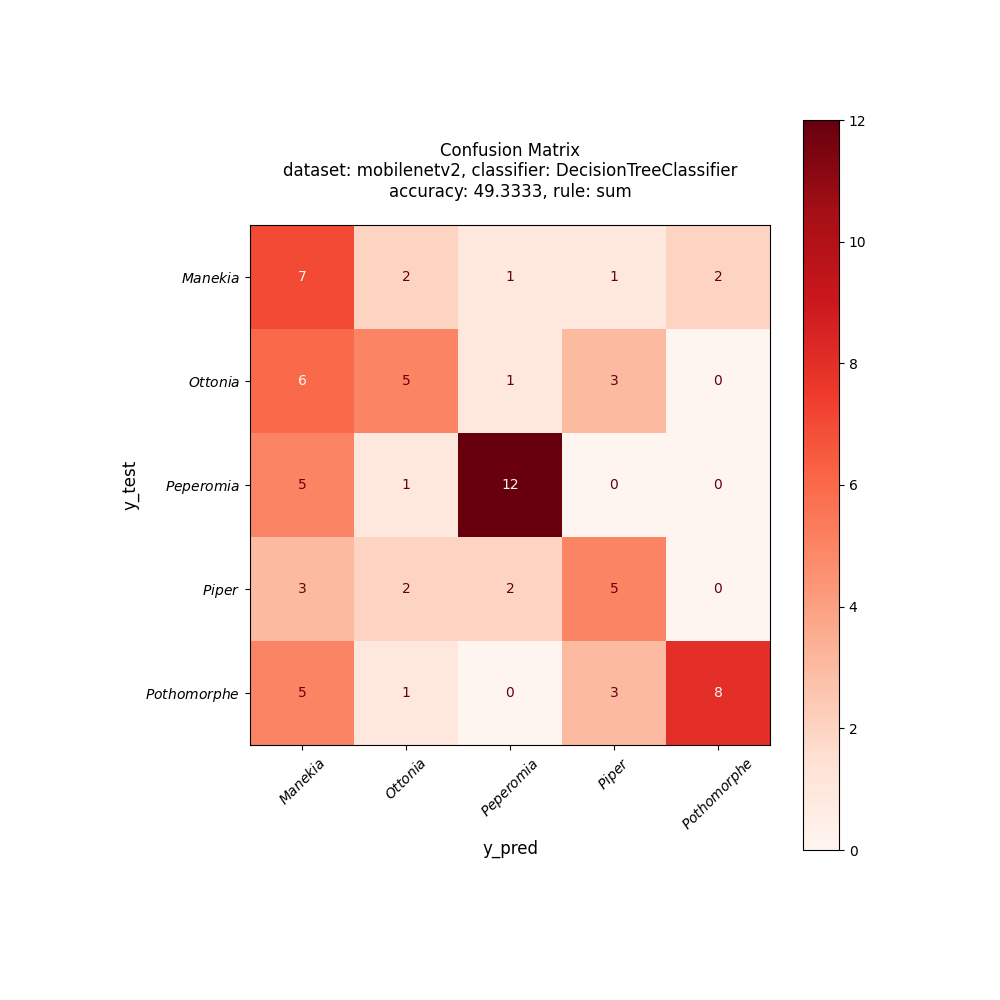 Confusion Matrix
dataset: mobilenetv2, classifier: DecisionTreeClassifier
accuracy: 49.3333, rule: sum
y_test
Manekia 7 2 1 1 2
Ottonia 6 5 1 3 0
Peperomia 5 1 12 0 0
Piper 3 2 2 5 0
Pothomorphe 5 1 0 3 8
Manekia Ottonia Peperomia Piper Pothomorphe
y_pred
12
10
8
6
4
2
0